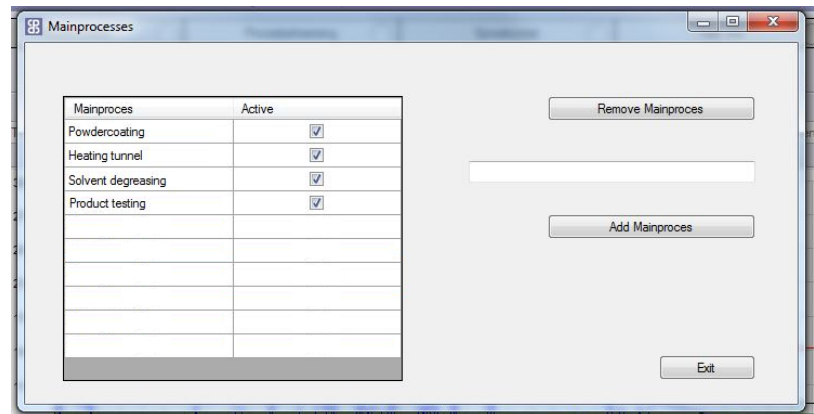 Mainprocesses
Mainproces Active
Powdercoating
Heating tunnel
Solvent degreasing
Product testing
Remove Mainproces
Add Mainproces
Exit